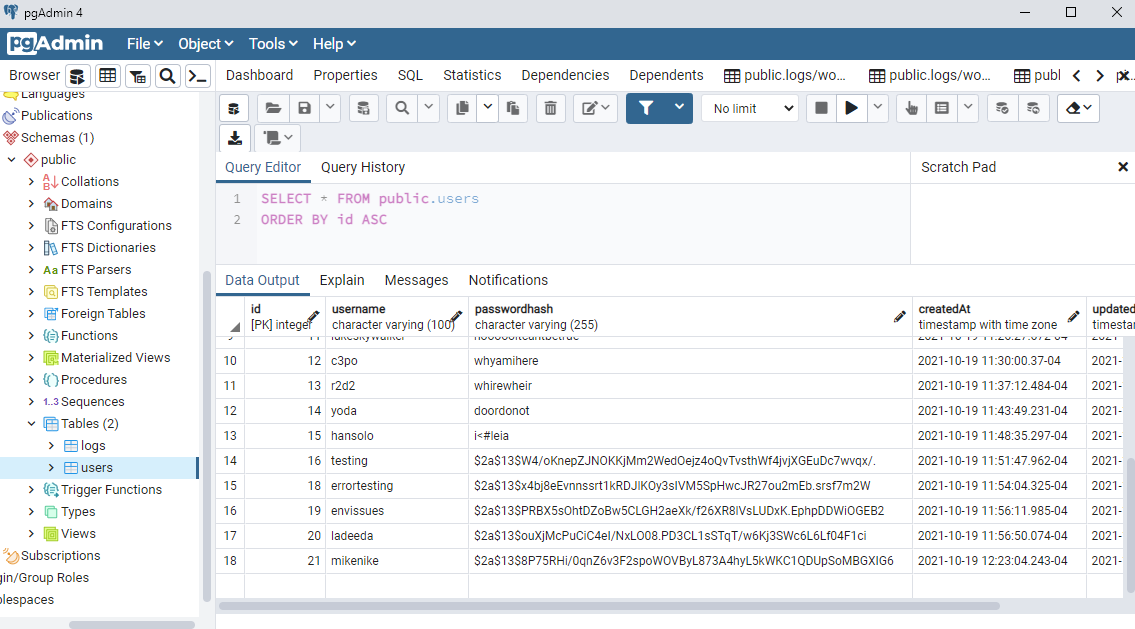 pgAdmin 4
pgAdmin File Object Tools Help
Browser
Dashboard Properties SQL Statistics Dependencies Dependents public.logs/wo... public.logs/wo... publ
Languages
Publications
Schemas (1)
public
Collations
Domains
FTS Configurations
FTS Dictionaries
Aa FTS Parsers
FTS Templates
Foreign Tables
Functions
Materialized Views
Procedures
1..3 Sequences
Tables (2)
logs
users
Trigger Functions
Types
Views
Subscriptions
gin/Group Roles
blespaces
No limit
Query Editor Query History
Scratch Pad
1 SELECT * FROM public.users
2 ORDER BY id ASC
Data Output Explain Messages Notifications
id username passwordhash createdAt updated
[PK] integer character varying (100) character varying (255) timestamp with time zone timestam
10 12 c3po whyamihere 2021-10-19 11:30:00.37-04 2021-
11 13 r2d2 whirewheir 2021-10-19 11:37:12.484-04 2021-
12 14 yoda doordonot 2021-10-19 11:43:49.231-04 2021-
13 15 hansolo i<#leia 2021-10-19 11:48:35.297-04 2021-
14 16 testing $2a$13$W4/oKnepZJNOKKjMm2WedOejz4oQvTvsthWf4jvjXGEuDc7wvqx/. 2021-10-19 11:51:47.962-04 2021-
15 18 errortesting $2a$13$x4bj8eEvnnssrt1kRDJIKOy3sIVM5SpHwcJR27ou2mEb.srsf7m2W 2021-10-19 11:54:04.325-04 2021-
16 19 envissues $2a$13$PRBX5sOhtDZoBw5CLGH2aeXk/f26XR8IVsLUDxK.EphpDDWiOGEB2 2021-10-19 11:56:11.985-04 2021-
17 20 ladeeda $2a$13$ouXjMcPuCiC4eI/NxLO08.PD3CL1sSTqT/w6Kj3SWc6L6Lf04F1ci 2021-10-19 11:56:50.074-04 2021-
18 21 mikenike $2a$13$8P75RHi/0qnZ6v3F2spoWOVByL873A4hyL5kWKC1QDUpSoMBGXIG6 2021-10-19 12:23:04.243-04 2021-